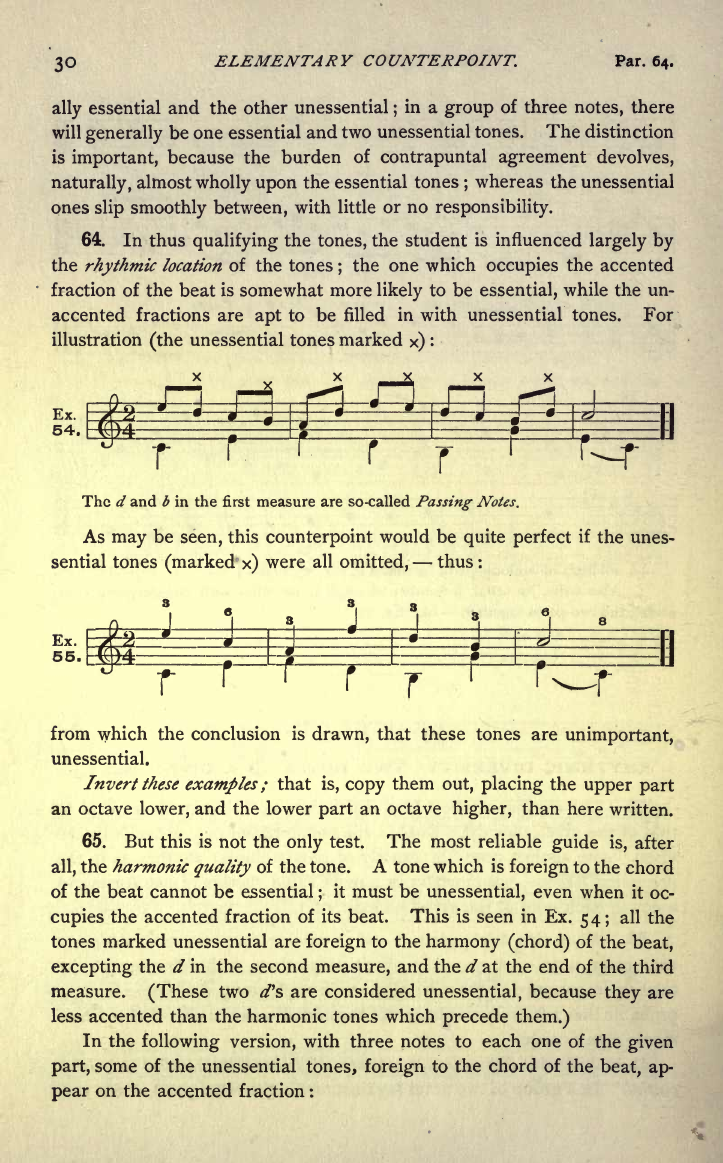 30 ELEMENTARY COUNTERPOINT. Par. 64.
ally essential and the other unessential; in a group of three notes, there
will generally be one essential and two unessential tones. The distinction
is important, because the burden of contrapuntal agreement devolves,
naturally, almost wholly upon the essential tones; whereas the unessential
ones slip smoothly between, with little or no responsibility.
64. In thus qualifying the tones, the student is influenced largely by
the rhythmic location of the tones; the one which occupies the accented
fraction of the beat is somewhat more likely to be essential, while the un-
accented fractions are apt to be filled in with unessential tones. For
illustration (the unessential tones marked x):
x x x x x x
Ex.
54.
2
4
The d and b in the first measure are so-called Passing Notes.
As may be seen, this counterpoint would be quite perfect if the unes-
sential tones (marked x) were all omitted, — thus:
3 6 3 3 3 3 6 8
Ex.
55.
2
4
from which the conclusion is drawn, that these tones are unimportant,
unessential.
Invert these examples; that is, copy them out, placing the upper part
an octave lower, and the lower part an octave higher, than here written.
65. But this is not the only test. The most reliable guide is, after
all, the harmonic quality of the tone. A tone which is foreign to the chord
of the beat cannot be essential; it must be unessential, even when it oc-
cupies the accented fraction of its beat. This is seen in Ex. 54; all the
tones marked unessential are foreign to the harmony (chord) of the beat,
excepting the d in the second measure, and the d at the end of the third
measure. (These two d's are considered unessential, because they are
less accented than the harmonic tones which precede them.)
In the following version, with three notes to each one of the given
part, some of the unessential tones, foreign to the chord of the beat, ap-
pear on the accented fraction: